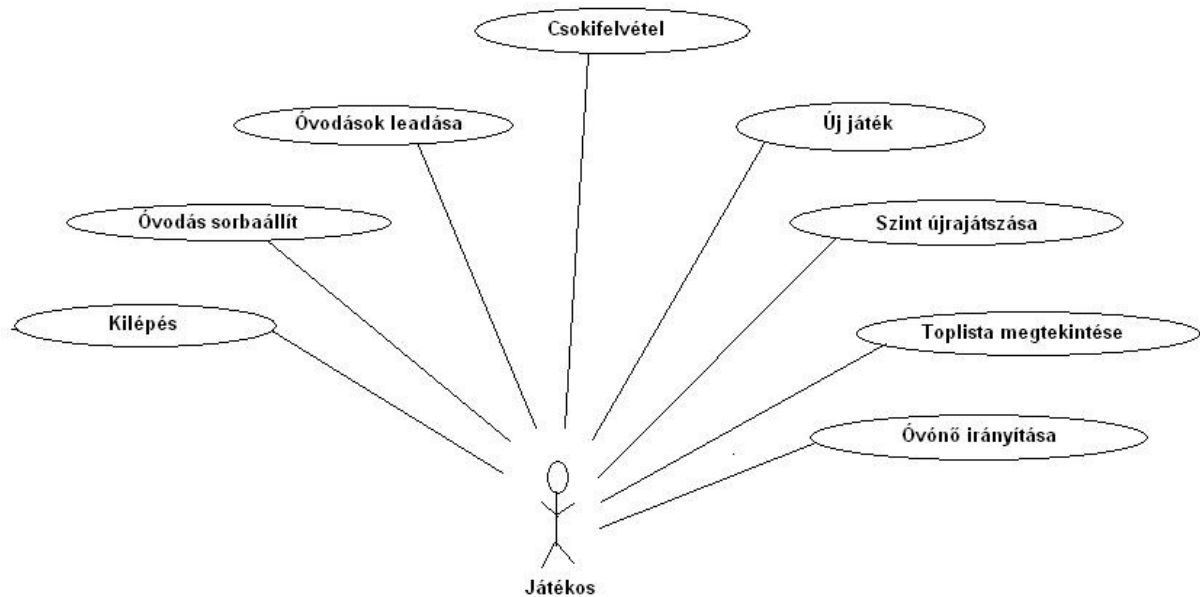 Csokifelvétel
Óvodások leadása
Új játék
Óvodás sorbaállít
Szint újrajátszása
Kilépés
Toplista megtekintése
Óvónő irányítása
Játékos